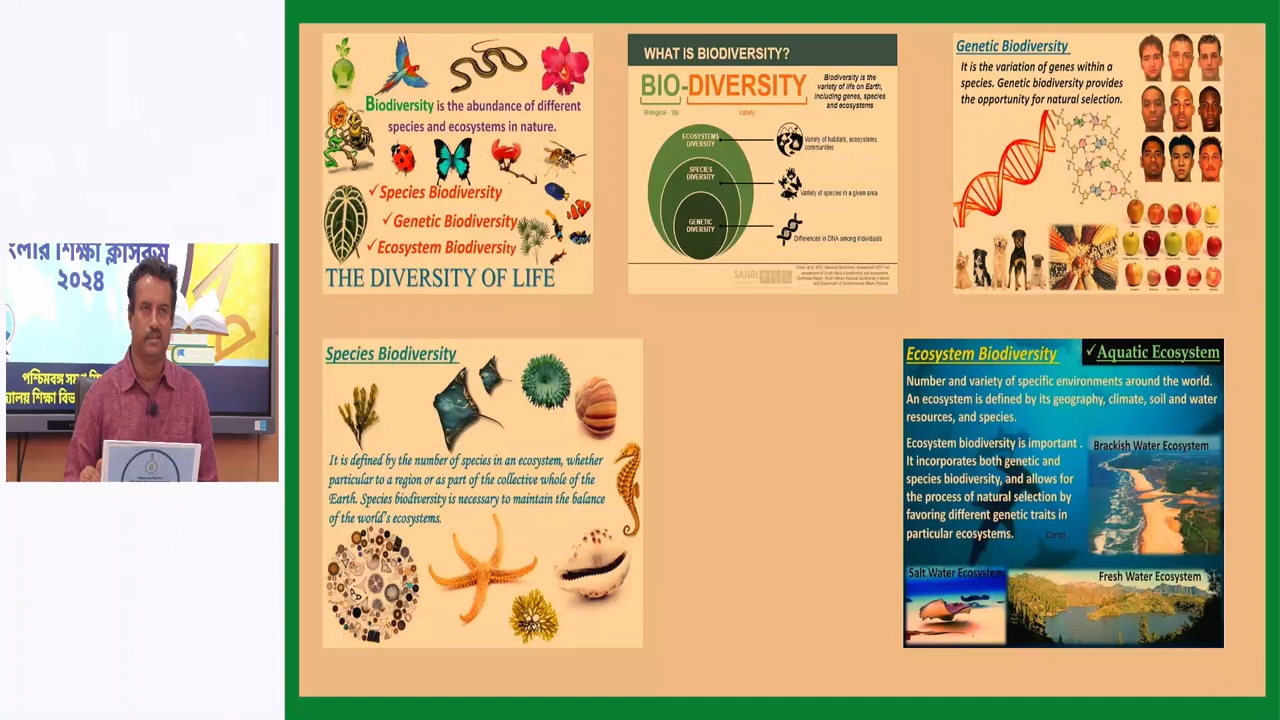 ংলার শিক্ষা ক্লাসরুম
২০২৪
পশ্চিমবঙ্গ
শিক্ষা
Biodiversity is the abundance of different
species and ecosystems in nature.
✓Species Biodiversity
✓Genetic Biodiversity
✓Ecosystem Biodiversity
THE DIVERSITY OF LIFE
WHAT IS BIODIVERSITY?
BIO-DIVERSITY
Biological - 'life'
'variety'
Biodiversity is the
variety of life on Earth,
including genes, species
and ecosystems
ECOSYSTEMS
DIVERSITY
Variety of habitats, ecosystems,
communities
SPECIES
DIVERSITY
Variety of species in a given area
GENETIC
DIVERSITY
Differences in DNA among individuals
SANBI
Genetic Biodiversity
It is the variation of genes within a
species. Genetic biodiversity provides
the opportunity for natural selection.
Species Biodiversity
It is defined by the number of species in an ecosystem, whether
particular to a region or as part of the collective whole of the
Earth. Species biodiversity is necessary to maintain the balance
of the world's ecosystems.
Ecosystem Biodiversity
✓Aquatic Ecosystem
Number and variety of specific environments around the world.
An ecosystem is defined by its geography, climate, soil and water
resources, and species.
Ecosystem biodiversity is important .
It incorporates both genetic and
species biodiversity, and allows for
the process of natural selection by
favoring different genetic traits in
particular ecosystems.
Contd
Brackish Water Ecosystem
Salt Water Ecosystem
Fresh Water Ecosystem